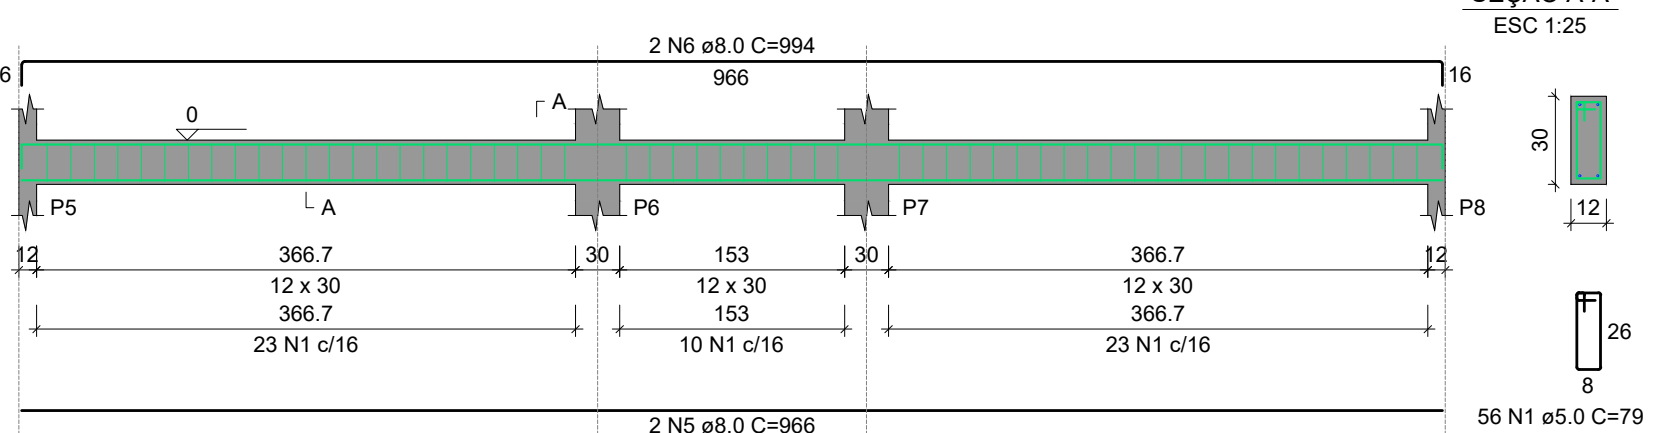 SEÇÃO A-A
ESC 1:25
2 N6 ø8.0 C=994
966
16
0
A
A
P5
P6
P7
P8
30
12
12
366.7
30
153
30
366.7
12
12 x 30
12 x 30
12 x 30
366.7
153
366.7
23 N1 c/16
10 N1 c/16
23 N1 c/16
26
8
56 N1 ø5.0 C=79
2 N5 ø8.0 C=966